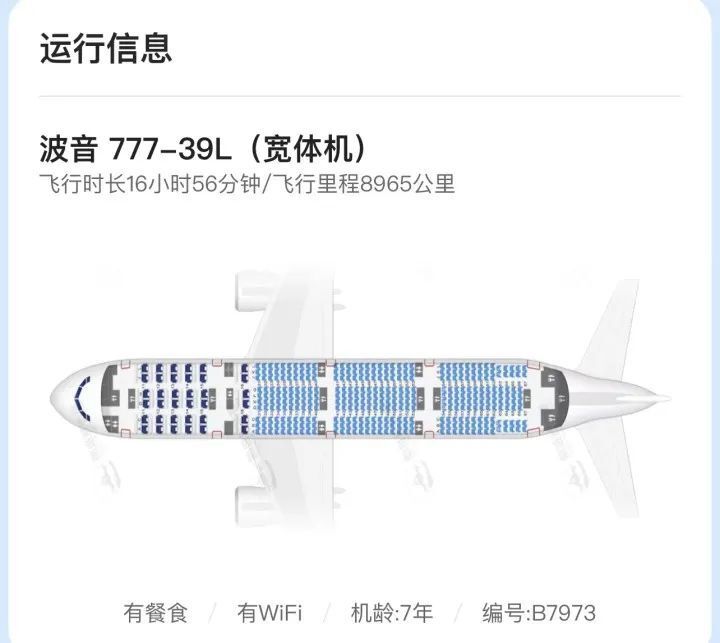 运行信息
波音 777-39L（宽体机）
飞行时长16小时56分钟/飞行里程8965公里
有餐食 / 有WiFi / 机龄:7年 / 编号:B7973